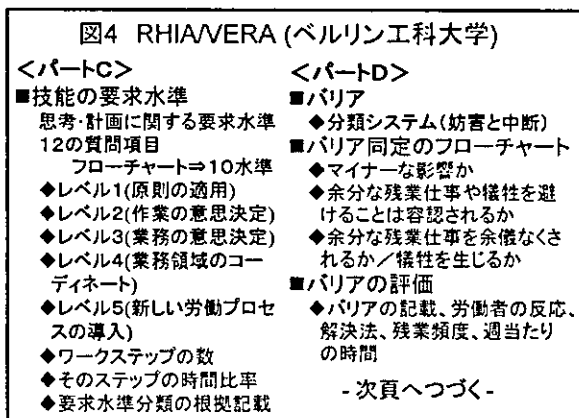 図4 RHIA/VERA (ベルリン工科大学)
<パートC>
■技能の要求水準
思考・計画に関する要求水準
12の質問項目
フローチャート⇒10水準
◆レベル1(原則の適用)
◆レベル2(作業の意思決定)
◆レベル3(業務の意思決定)
◆レベル4(業務領域のコー
ディネート)
◆レベル5(新しい労働プロセ
スの導入)
◆ワークステップの数
◆そのステップの時間比率
◆要求水準分類の根拠記載
<パートD>
■バリア
◆分類システム(妨害と中断)
■バリア同定のフローチャート
◆マイナーな影響か
◆余分な残業仕事や犠牲を避
けることは容認されるか
◆余分な残業仕事を余儀なくさ
れるか/犠牲を生じるか
■バリアの評価
◆バリアの記載、労働者の反応、
解決法、残業頻度、週当たり
の時間
- 次頁へつづく -